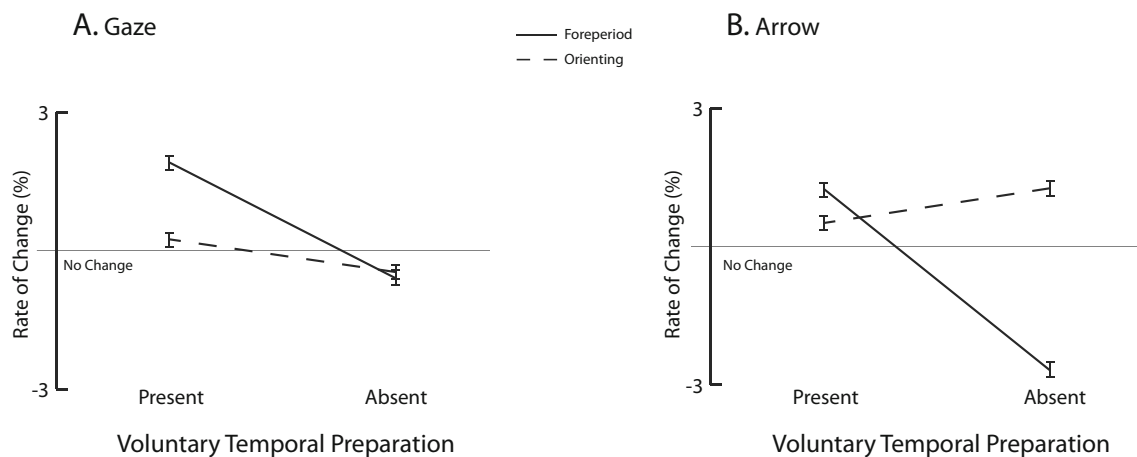 A. Gaze
Foreperiod
Orienting
B. Arrow
3
Rate of Change (%)
No Change
-3
Present Absent
Voluntary Temporal Preparation
3
Rate of Change (%)
No Change
-3
Present Absent
Voluntary Temporal Preparation